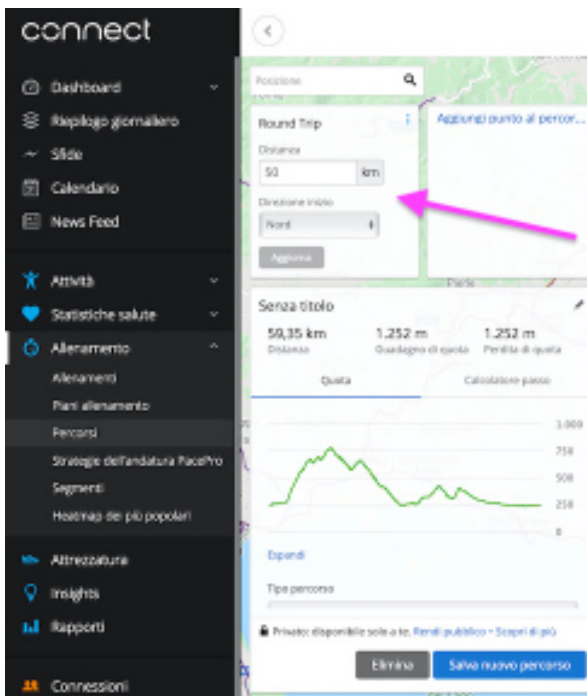 connect
Dashboard
Riepilogo giornaliero
Sfide
Calendario
News Feed
Attività
Statistiche salute
Allenamento
Allenamenti
Piani allenamento
Percorsi
Strategie dell'andatura PacePro
Segmenti
Heatmap dei più popolari
Attrezzatura
Insights
Rapporti
Connessioni
Posizione
Round Trip
Distanza
50 km
Direzione inizio
Nord
Aggiorna
Aggiungi punto al percor...
Senza titolo
59,35 km 1.252 m 1.252 m
Distanza Guadagno di quota Perdita di quota
Quota Calcolatore passo
1.000
750
500
250
0
Espandi
Tipo percorso
Privato: disponibile solo a te. Rendi pubblico - Scopri di più
Elimina Salva nuovo percorso